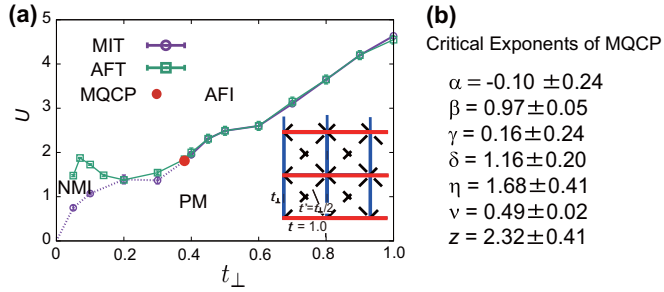 (a)
5
4
3
2
1
0
U
MIT
AFT
MQCP
AFI
NMI
PM
t⊥
t'=t⊥/2
t = 1.0
0 0.2 0.4 0.6 0.8 1.0
t⊥
(b)
Critical Exponents of MQCP
α = -0.10 ±0.24
β = 0.97±0.05
γ = 0.16±0.24
δ = 1.16±0.20
η = 1.68±0.41
ν = 0.49±0.02
z = 2.32±0.41